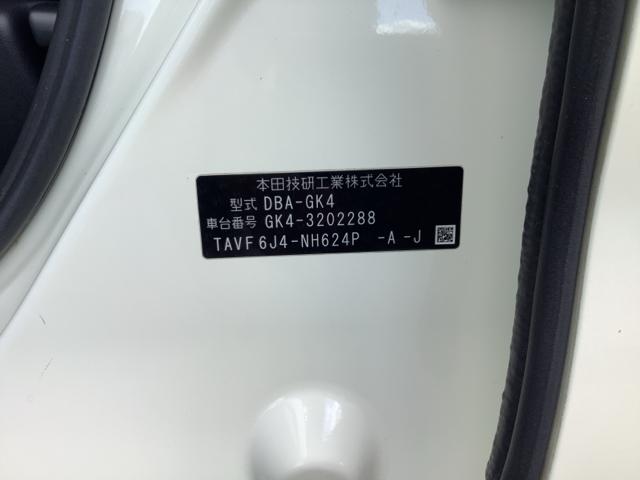 本田技研工業株式会社
型式 DBA-GK4
車台番号 GK4-3202288
TAVF6J4-NH624P -A-J